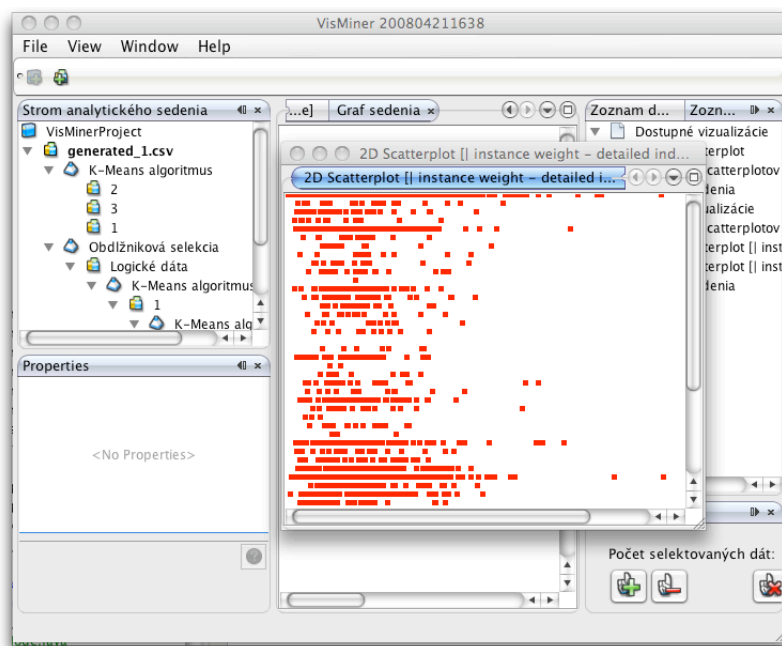 VisMiner 200804211638
File View Window Help
Strom analytického sedenia
VisMinerProject
generated_1.csv
K-Means algoritmus
2
3
1
Obdĺžniková selekcia
Logické dáta
K-Means algoritmus
1
K-Means alg
Properties
<No Properties>
...e] Graf sedenia
2D Scatterplot [| instance weight - detailed ind...
2D Scatterplot [| instance weight - detailed i...
Zoznam d... Zozn...
Dostupné vizualizácie
terplot
catterplotov
denia
ualizácie
catterplotov
terplot [| inst
terplot [| inst
denia
Počet selektovaných dát: